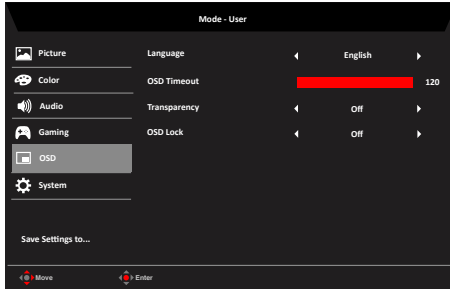 Mode - User
Picture
Language English
Color
OSD Timeout 120
Audio
Transparency Off
Gaming
OSD Lock Off
OSD
System
Save Settings to...
Move Enter